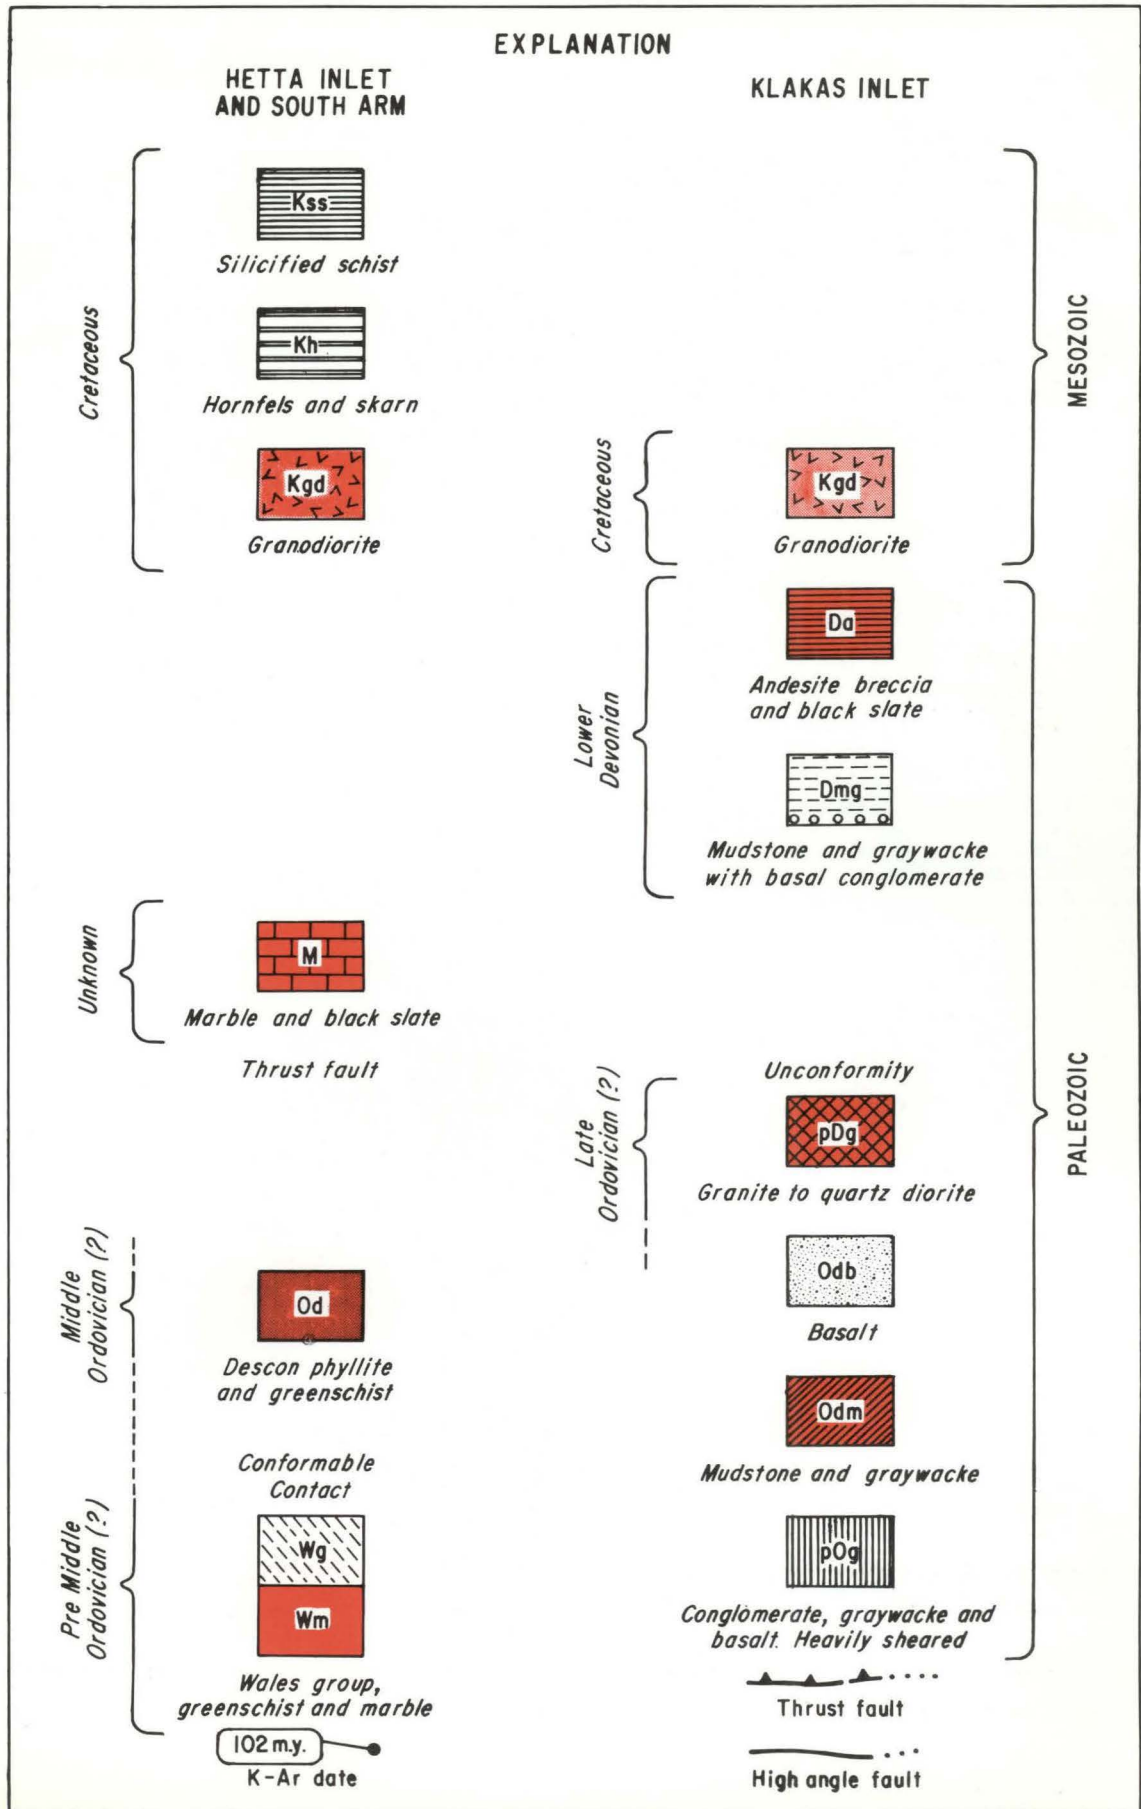 EXPLANATION
HETTA INLET
AND SOUTH ARM
Cretaceous
Kss
Silicified schist
Kh
Hornfels and skarn
Kgd
Granodiorite
Unknown
M
Marble and black slate
Thrust fault
Middle
Ordovician (?)
Od
Descon phyllite
and greenschist
Conformable
Contact
Pre Middle
Ordovician (?)
Wg
Wm
Wales group,
greenschist and marble
102 m.y.
K-Ar date
KLAKAS INLET
Cretaceous
Kgd
Granodiorite
Lower
Devonian
Da
Andesite breccia
and black slate
Dmg
Mudstone and graywacke
with basal conglomerate
Late
Ordovician (?)
Unconformity
pDg
Granite to quartz diorite
Odb
Basalt
Odm
Mudstone and graywacke
pOg
Conglomerate, graywacke and
basalt. Heavily sheared
Thrust fault
High angle fault
MESOZOIC
PALEOZOIC